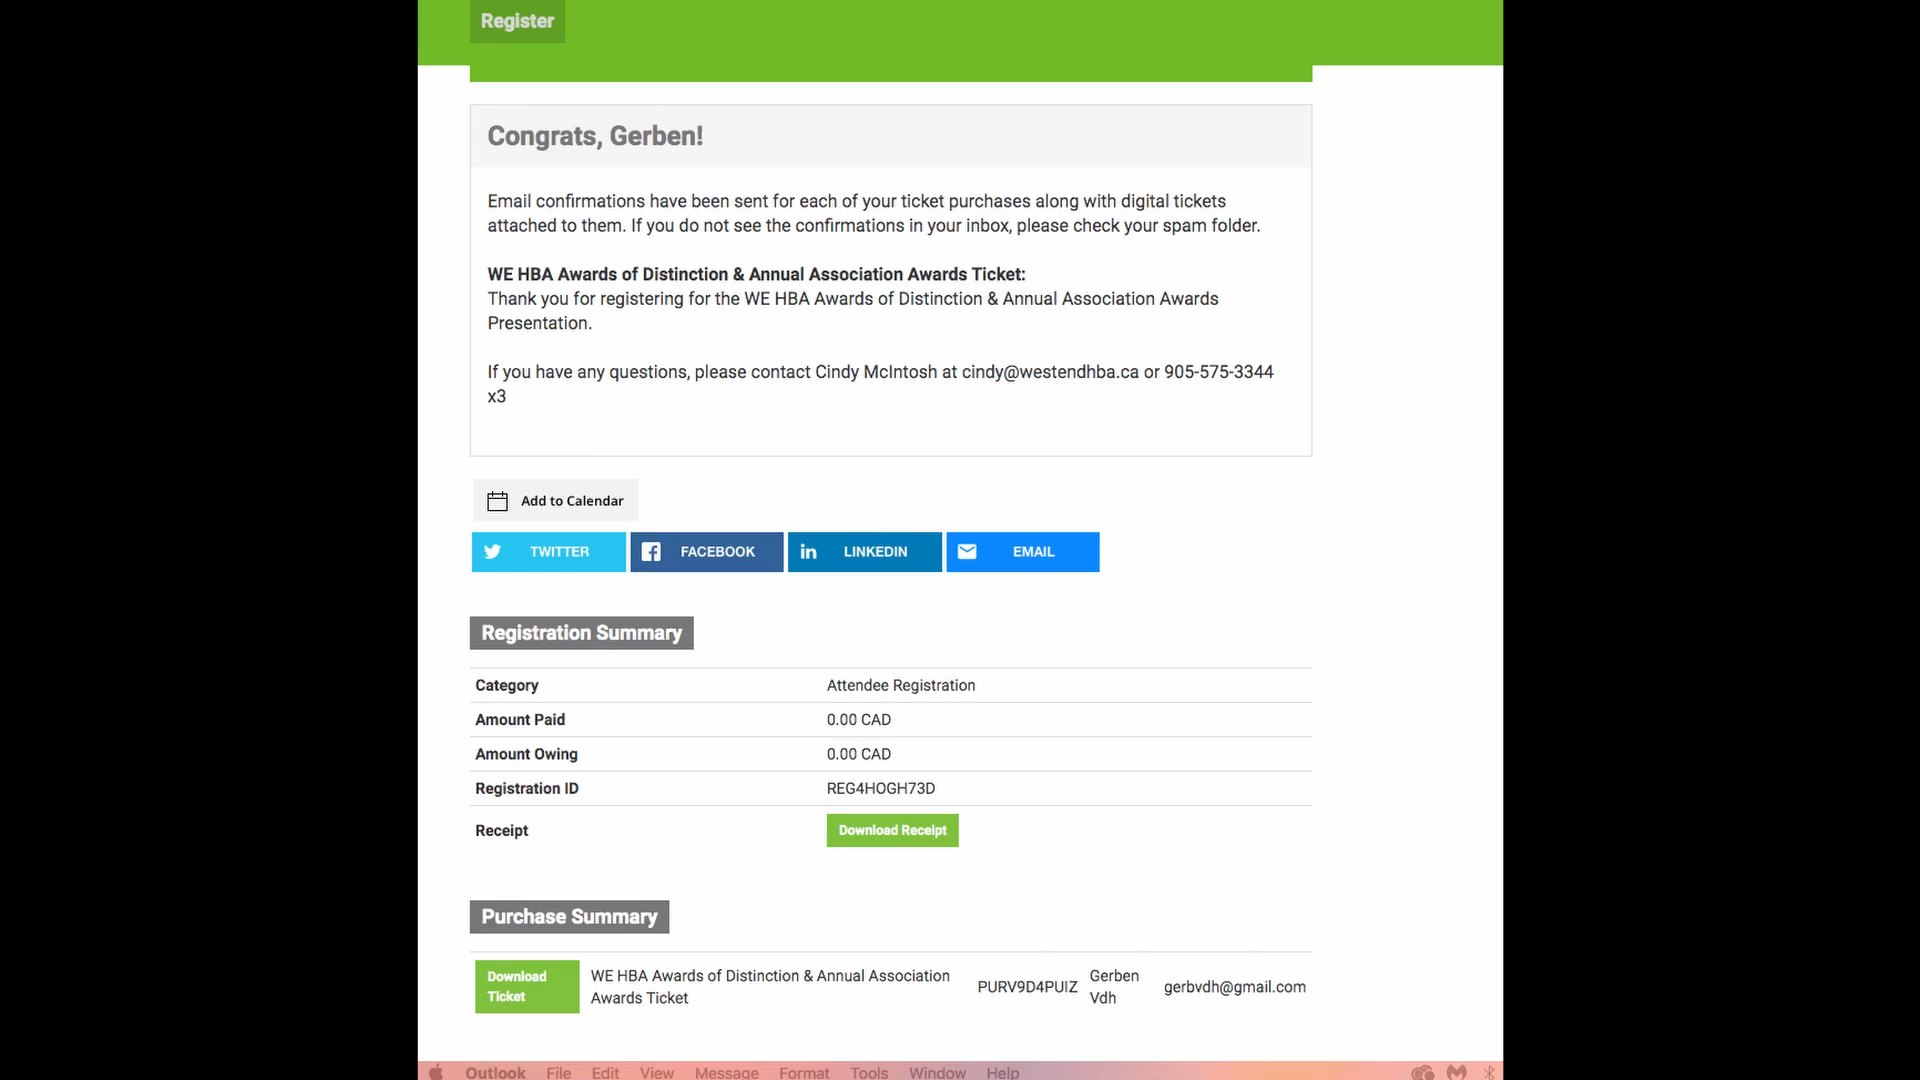 Register
Congrats, Gerben!
Email confirmations have been sent for each of your ticket purchases along with digital tickets
attached to them. If you do not see the confirmations in your inbox, please check your spam folder.
WE HBA Awards of Distinction & Annual Association Awards Ticket:
Thank you for registering for the WE HBA Awards of Distinction & Annual Association Awards
Presentation.
If you have any questions, please contact Cindy McIntosh at cindy@westendhba.ca or 905-575-3344
x3
Add to Calendar
TWITTER FACEBOOK LINKEDIN EMAIL
Registration Summary
Category Attendee Registration
Amount Paid 0.00 CAD
Amount Owing 0.00 CAD
Registration ID REG4HOGH73D
Receipt Download Receipt
Purchase Summary
Download Ticket WE HBA Awards of Distinction & Annual Association Awards Ticket PURV9D4PUIZ Gerben Vdh gerbvdh@gmail.com
Outlook File Edit View Message Format Tools Window Help